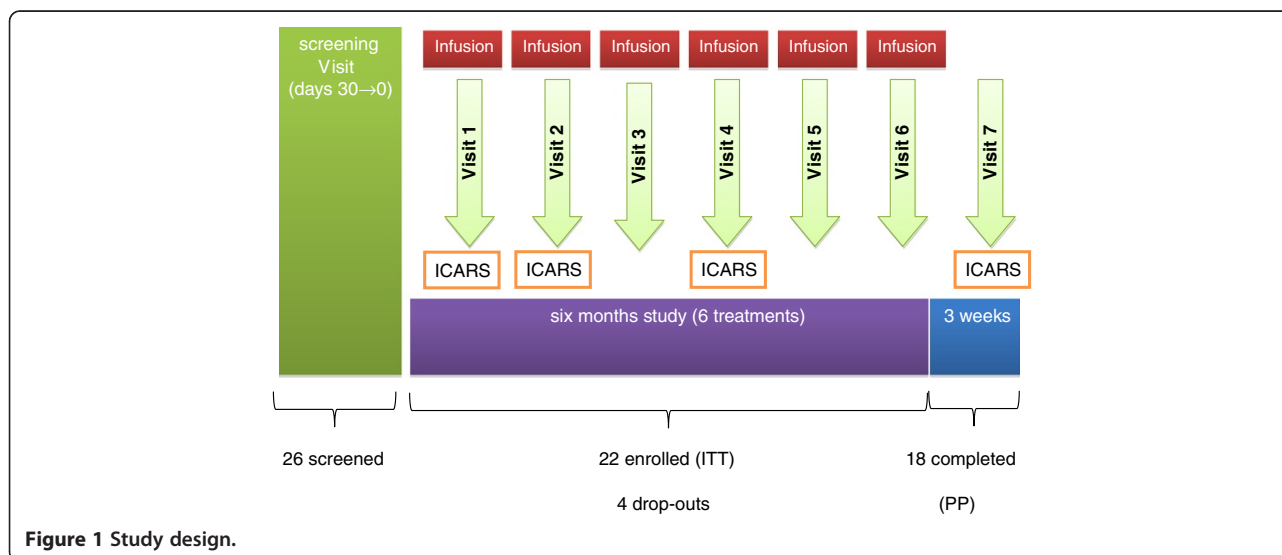 screening
Visit
(days 30→0)
Infusion Infusion Infusion Infusion Infusion Infusion
Visit 1
Visit 2
Visit 3
Visit 4
Visit 5
Visit 6
Visit 7
ICARS ICARS ICARS ICARS
six months study (6 treatments)
3 weeks
26 screened
22 enrolled (ITT)
4 drop-outs
18 completed
(PP)
Figure 1 Study design.